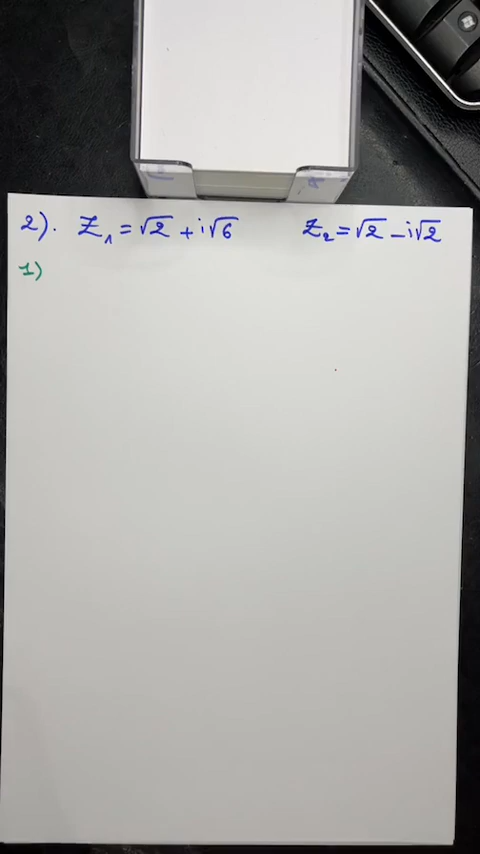 2). Z₁ = √2 + i√6 Z₂ = √2 - i√2
1)